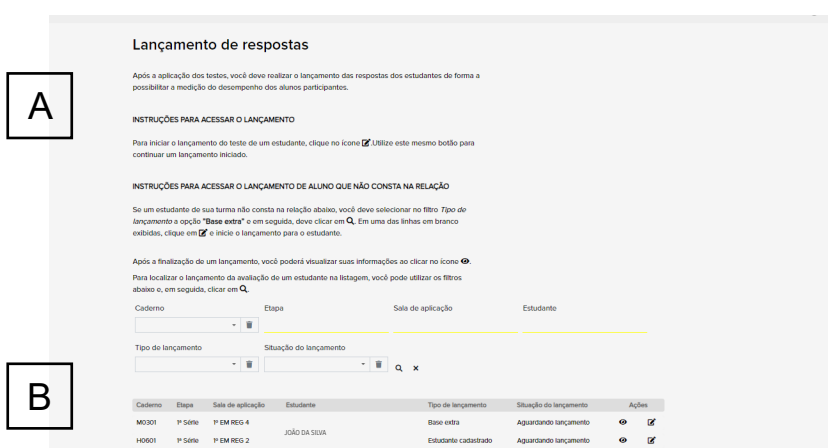 Lançamento de respostas
Após a aplicação dos testes, você deve realizar o lançamento das respostas dos estudantes de forma a
possibilitar a medição do desempenho dos alunos participantes.
A
INSTRUÇÕES PARA ACESSAR O LANÇAMENTO
Para iniciar o lançamento do teste de um estudante, clique no ícone .Utilize este mesmo botão para
continuar um lançamento iniciado.
INSTRUÇÕES PARA ACESSAR O LANÇAMENTO DE ALUNO QUE NÃO CONSTA NA RELAÇÃO
Se um estudante de sua turma não consta na relação abaixo, você deve selecionar no filtro Tipo de
lançamento a opção "Base extra" e em seguida, deve clicar em . Em uma das linhas em branco
exibidas, clique em e inicie o lançamento para o estudante.
Após a finalização de um lançamento, você poderá visualizar suas informações ao clicar no ícone .
Para localizar o lançamento da avaliação de um estudante na listagem, você pode utilizar os filtros
abaixo e, em seguida, clicar em .
Caderno Etapa Sala de aplicação Estudante
Tipo de lançamento Situação do lançamento
B
Caderno Etapa Sala de aplicação Estudante Tipo de lançamento Situação do lançamento Ações
M0301 1ª Série 1º EM REG 4 Base extra Aguardando lançamento
JOÃO DA SILVA
H0601 1ª Série 1º EM REG 2 Estudante cadastrado Aguardando lançamento